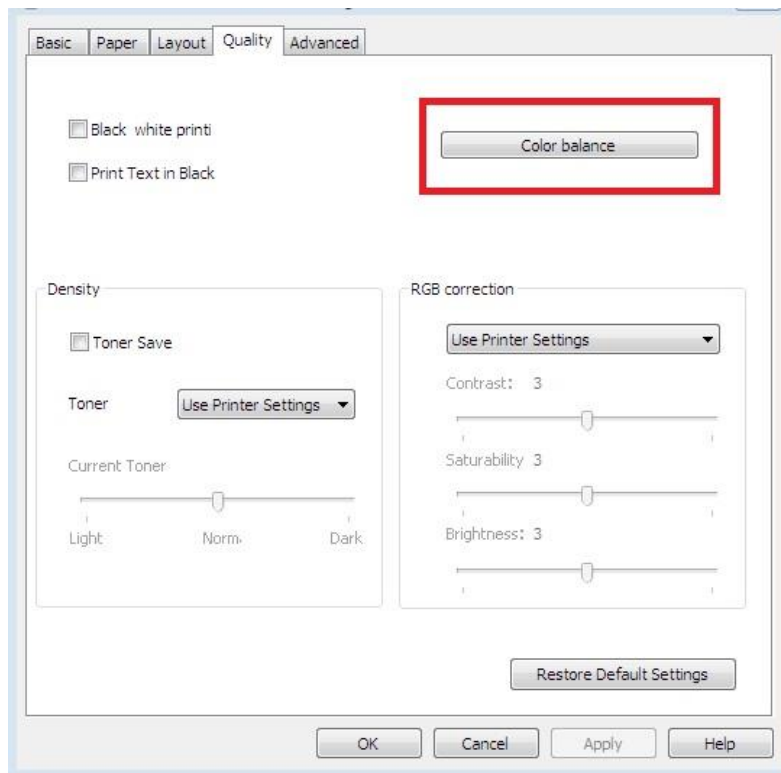 Basic Paper Layout Quality Advanced
Black white printi
Color balance
Print Text in Black
Density
Toner Save
Toner Use Printer Settings
Current Toner
Light Norm. Dark
RGB correction
Use Printer Settings
Contrast: 3
Saturability 3
Brightness: 3
Restore Default Settings
OK Cancel Apply Help